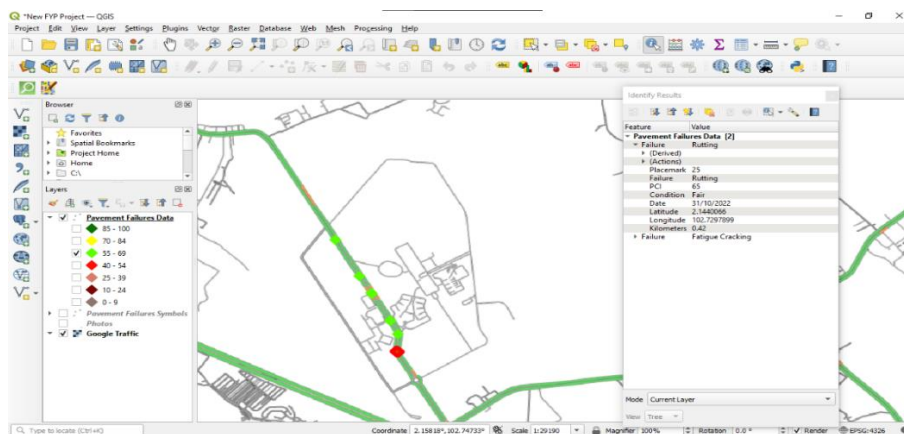 *New FYP Project — QGIS
Project Edit View Layer Settings Plugins Vector Raster Database Web Mesh Processing Help
Browser
Favorites
Spatial Bookmarks
Project Home
Home
C:\
Layers
Pavement Failures Data
85 - 100
70 - 84
55 - 69
40 - 54
25 - 39
10 - 24
0 - 9
Pavement Failures Symbols
Photos
Google Traffic
Identify Results
Feature Value
Pavement Failures Data [2]
Failure Rutting
(Derived)
(Actions)
Placemark 25
Failure Rutting
PCI 65
Condition Fair
Date 31/10/2022
Latitude 2.1440066
Longitude 102.7297899
Kilometers 0.42
Failure Fatigue Cracking
Mode Current Layer
View Tree
Type to locate (Ctrl+K)
Coordinate 2.15818°,102.74733° Scale 1:29190 Magnifier 100% Rotation 0.0 ° Render EPSG:4326